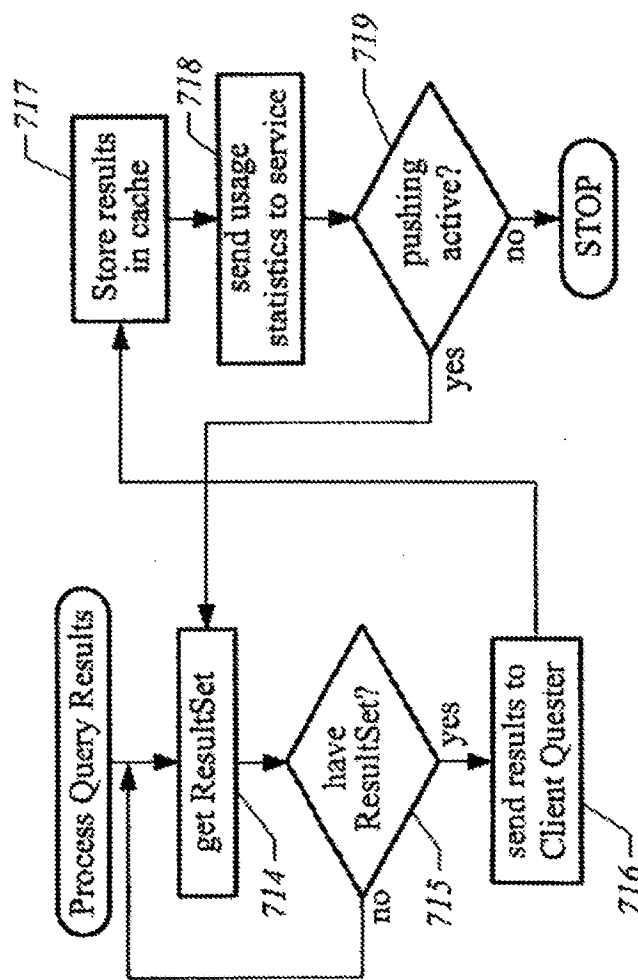 Process Query Results
get ResultSet
714
have
ResultSet?
715
no
yes
send results to
Client Quester
716
Store results
in cache
717
send usage
statistics to service
718
pushing
active?
719
yes
no
STOP